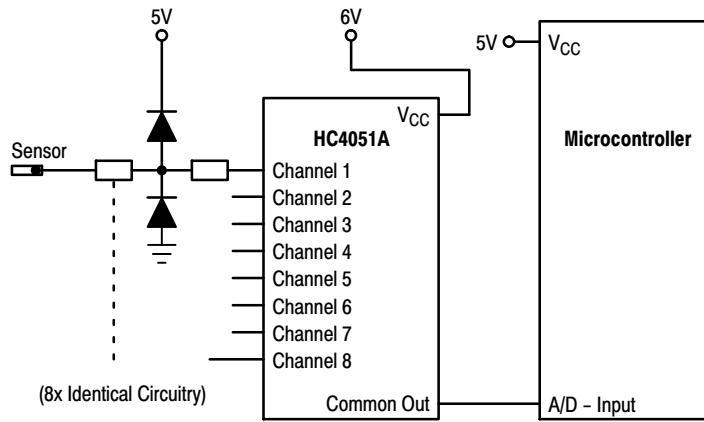 5V
6V
5V
VCC
VCC
HC4051A
Microcontroller
Sensor
Channel 1
Channel 2
Channel 3
Channel 4
Channel 5
Channel 6
Channel 7
Channel 8
(8x Identical Circuitry)
Common Out
A/D – Input